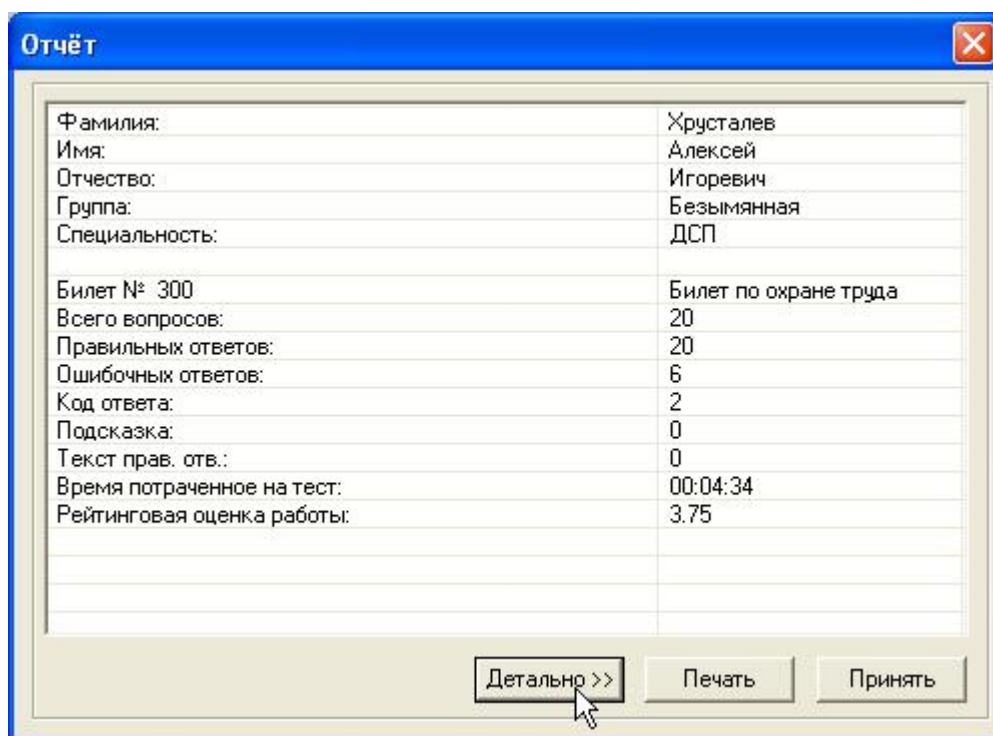 Отчёт
Фамилия: Хрусталев
Имя: Алексей
Отчество: Игоревич
Группа: Безымянная
Специальность: ДСП
Билет № 300 Билет по охране труда
Всего вопросов: 20
Правильных ответов: 20
Ошибочных ответов: 6
Код ответа: 2
Подсказка: 0
Текст прав. отв.: 0
Время потраченное на тест: 00:04:34
Рейтинговая оценка работы: 3.75
Детально >> Печать Принять